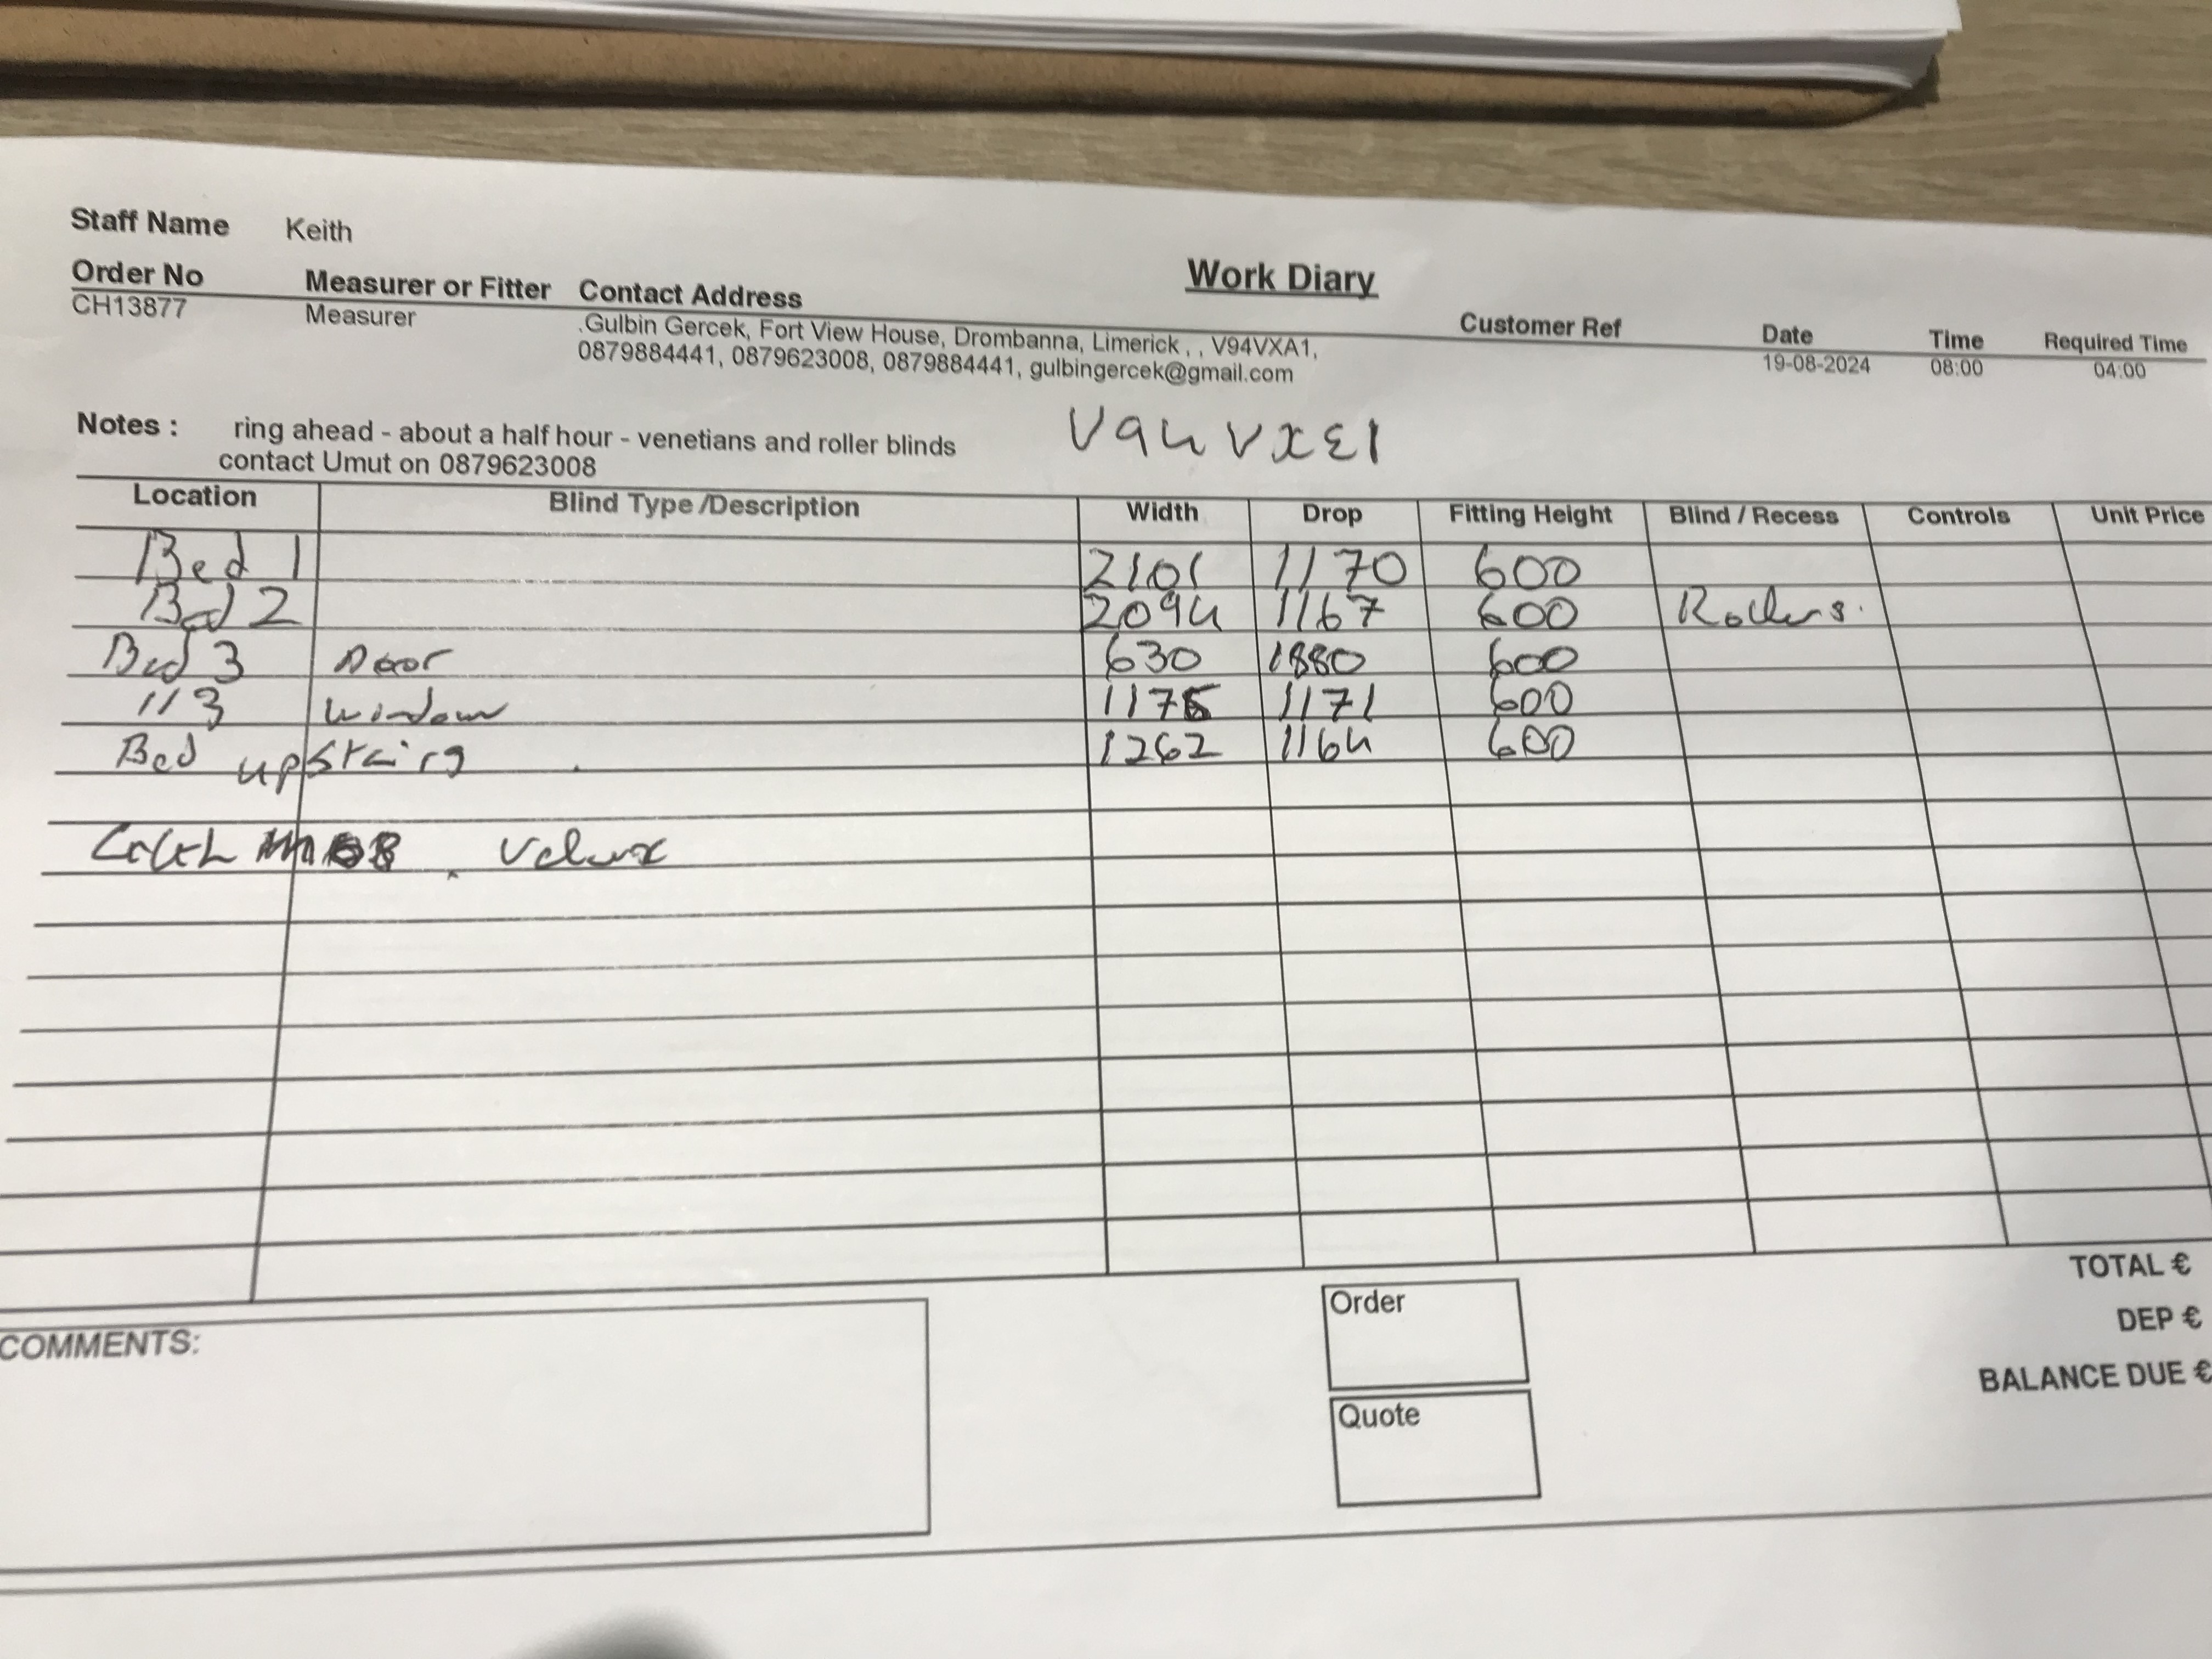 Staff Name Keith
Work Diary
Order No Measurer or Fitter Contact Address Customer Ref Date Time Required Time
CH13877 Measurer .Gulbin Gercek, Fort View House, Drombanna, Limerick , , V94VXA1, 19-08-2024 08:00 04:00
0879884441, 0879623008, 0879884441, gulbingercek@gmail.com
Notes : ring ahead - about a half hour - venetians and roller blinds V94VXE1
contact Umut on 0879623008
Location Blind Type /Description Width Drop Fitting Height Blind / Recess Controls Unit Price
Bed 1 2101 1170 600
Bed 2 2094 1167 600 Rollers.
Bed 3 Door 630 1880 600
11 3 window 1175 1171 600
Bed upstairs 1262 1164 600
velux
TOTAL €
Order
DEP €
COMMENTS:
BALANCE DUE €
Quote